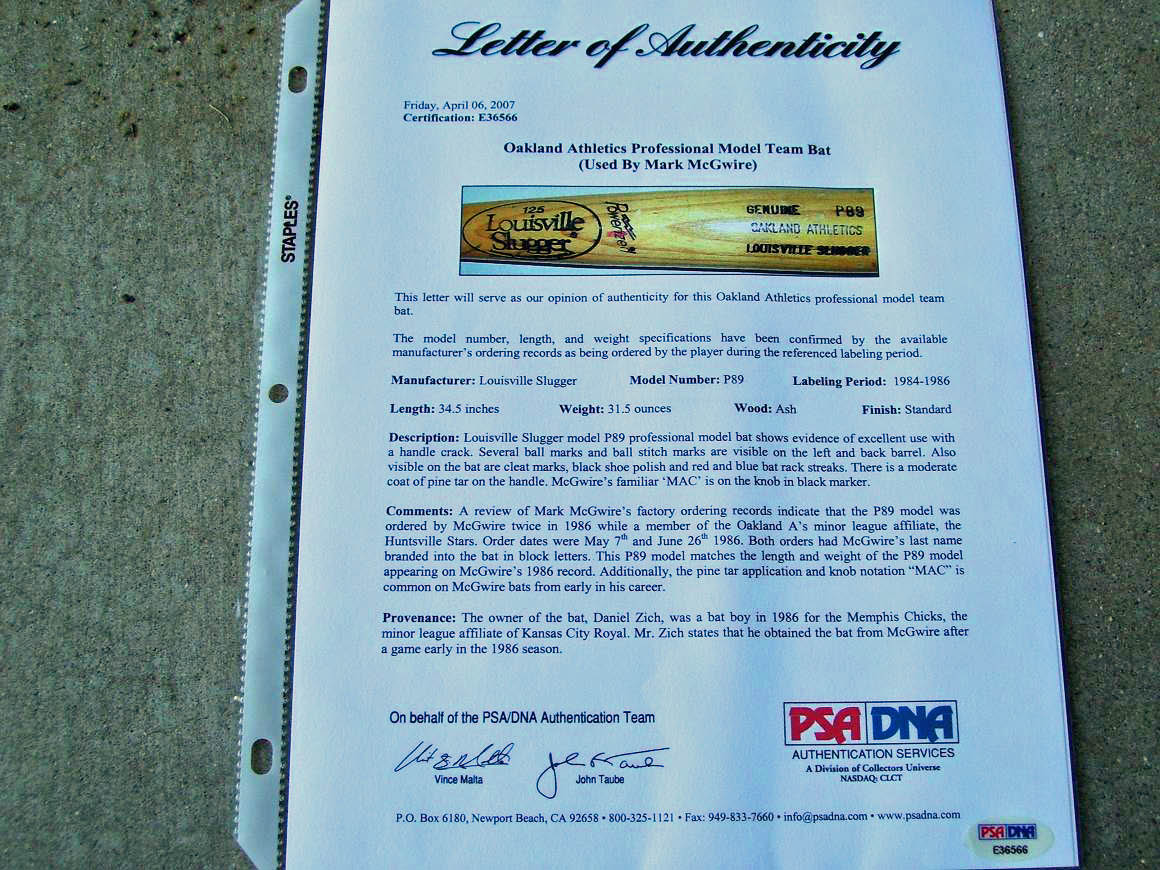 Letter of Authenticity
Friday, April 06, 2007
Certification: E36566
Oakland Athletics Professional Model Team Bat
(Used By Mark McGwire)
125
Louisville
Slugger®
Powerized
GENUINE P89
OAKLAND ATHLETICS
LOUISVILLE SLUGGER
STAPLES®
This letter will serve as our opinion of authenticity for this Oakland Athletics professional model team
bat.
The model number, length, and weight specifications have been confirmed by the available
manufacturer's ordering records as being ordered by the player during the referenced labeling period.
Manufacturer: Louisville Slugger Model Number: P89 Labeling Period: 1984-1986
Length: 34.5 inches Weight: 31.5 ounces Wood: Ash Finish: Standard
Description: Louisville Slugger model P89 professional model bat shows evidence of excellent use with
a handle crack. Several ball marks and ball stitch marks are visible on the left and back barrel. Also
visible on the bat are cleat marks, black shoe polish and red and blue bat rack streaks. There is a moderate
coat of pine tar on the handle. McGwire's familiar 'MAC' is on the knob in black marker.
Comments: A review of Mark McGwire's factory ordering records indicate that the P89 model was
ordered by McGwire twice in 1986 while a member of the Oakland A's minor league affiliate, the
Huntsville Stars. Order dates were May 7th and June 26th 1986. Both orders had McGwire's last name
branded into the bat in block letters. This P89 model matches the length and weight of the P89 model
appearing on McGwire's 1986 record. Additionally, the pine tar application and knob notation "MAC" is
common on McGwire bats from early in his career.
Provenance: The owner of the bat, Daniel Zich, was a bat boy in 1986 for the Memphis Chicks, the
minor league affiliate of Kansas City Royal. Mr. Zich states that he obtained the bat from McGwire after
a game early in the 1986 season.
On behalf of the PSA/DNA Authentication Team
Vince Malta John Taube
PSA DNA
AUTHENTICATION SERVICES
A Division of Collectors Universe
NASDAQ: CLCT
P.O. Box 6180, Newport Beach, CA 92658 • 800-325-1121 • Fax: 949-833-7660 • info@psadna.com • www.psadna.com
PSA DNA
E36566